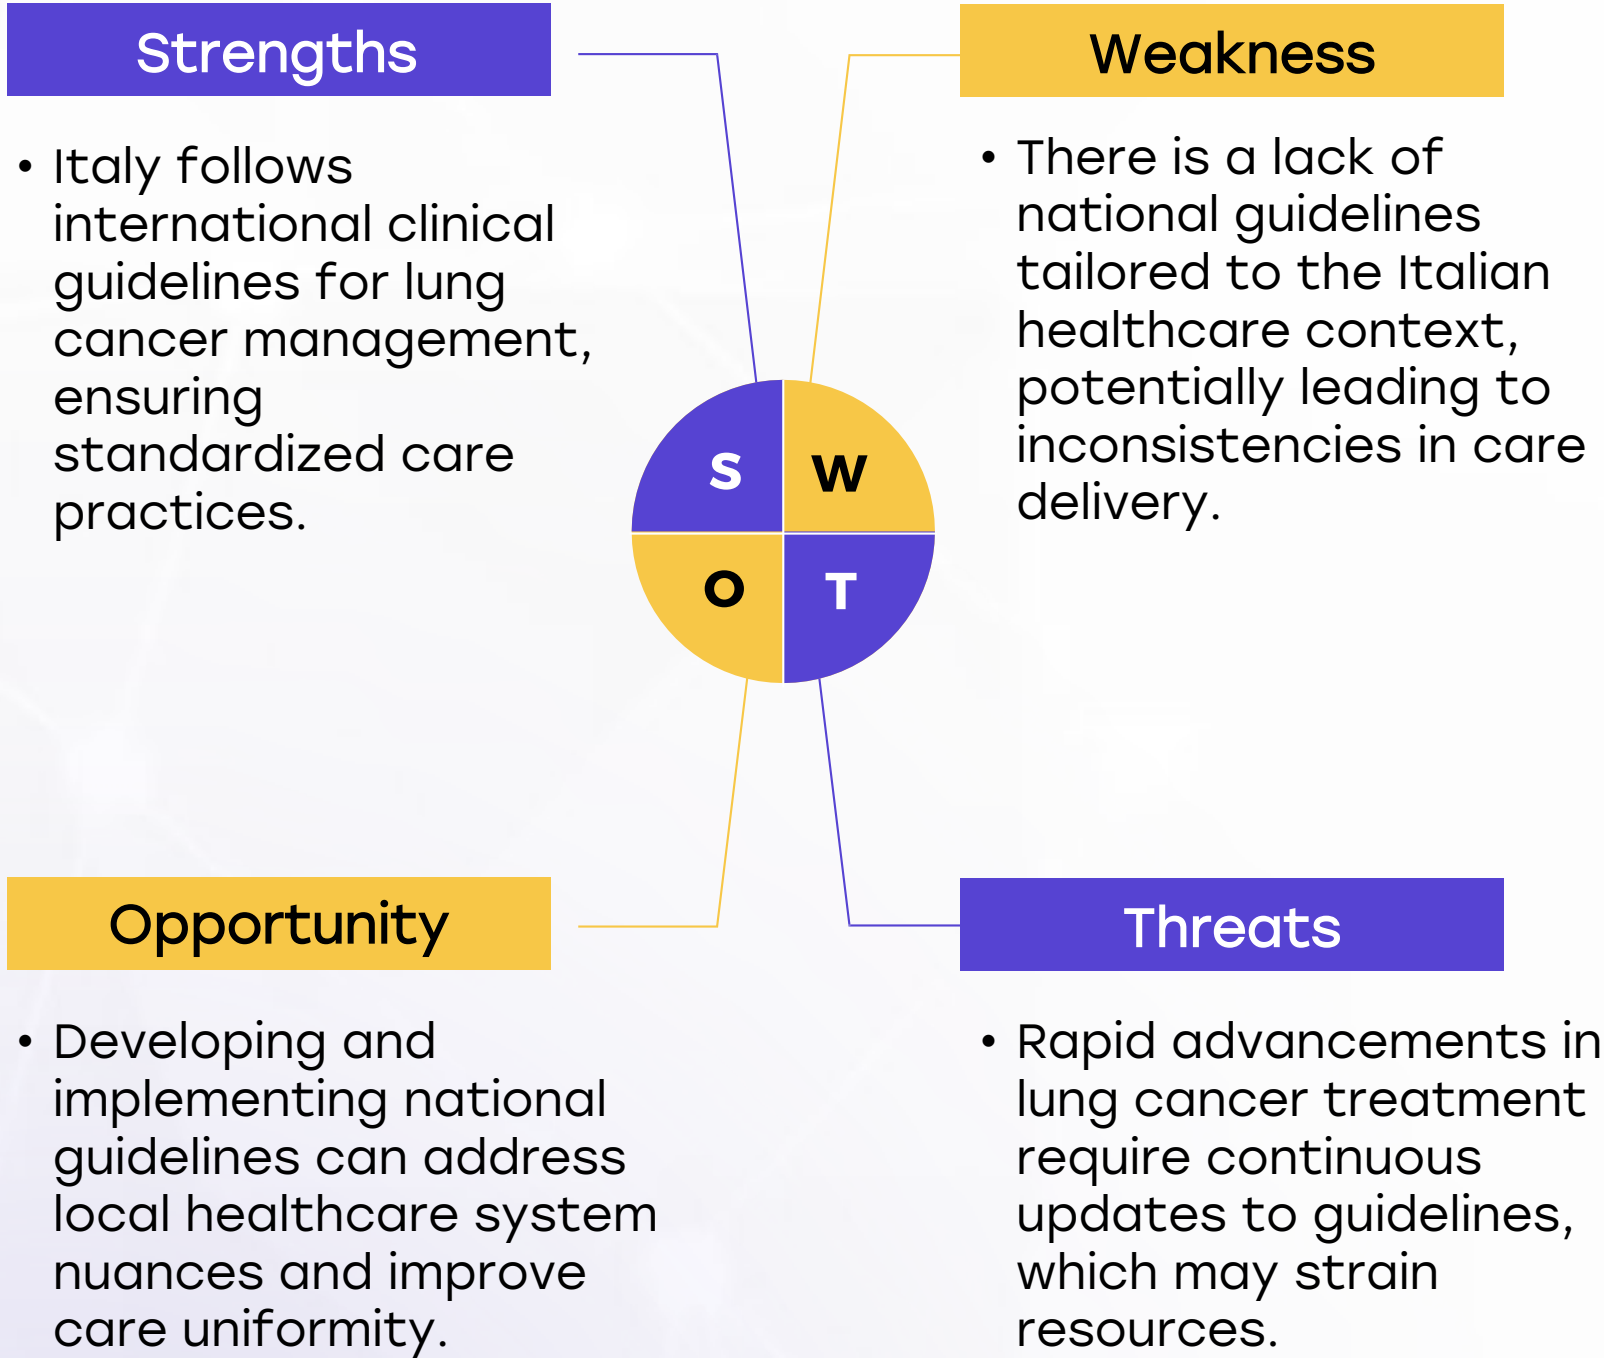 Strengths
• Italy follows
international clinical
guidelines for lung
cancer management,
ensuring
standardized care
practices.
Weakness
• There is a lack of
national guidelines
tailored to the Italian
healthcare context,
potentially leading to
inconsistencies in care
delivery.
S
W
O
T
Opportunity
• Developing and
implementing national
guidelines can address
local healthcare system
nuances and improve
care uniformity.
Threats
• Rapid advancements in
lung cancer treatment
require continuous
updates to guidelines,
which may strain
resources.